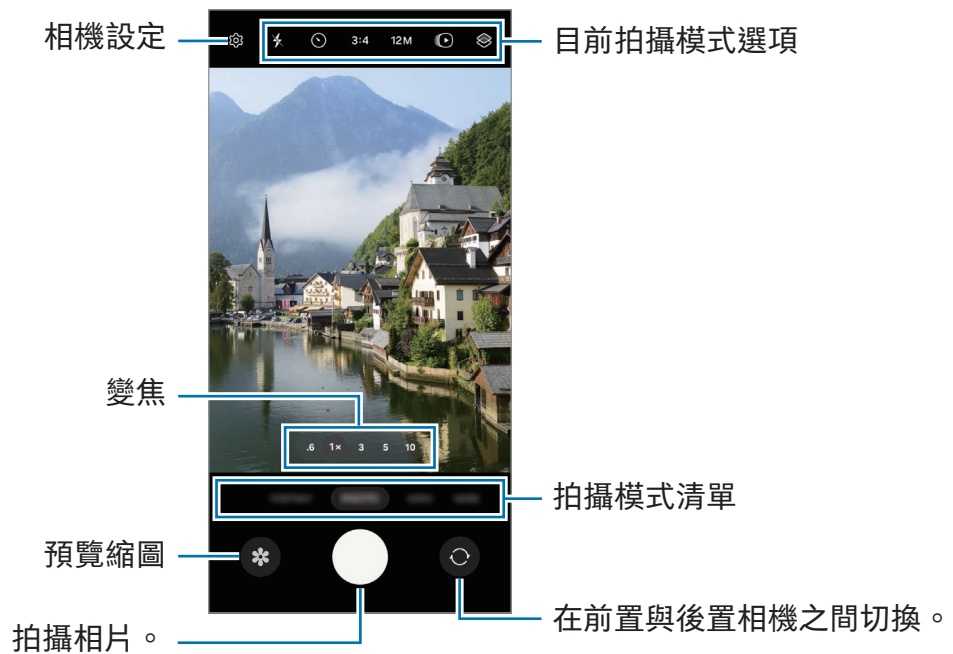 相機設定
3:4
12M
目前拍攝模式選項
變焦
.6 1× 3 5 10
拍攝模式清單
預覽縮圖
拍攝相片。
在前置與後置相機之間切換。